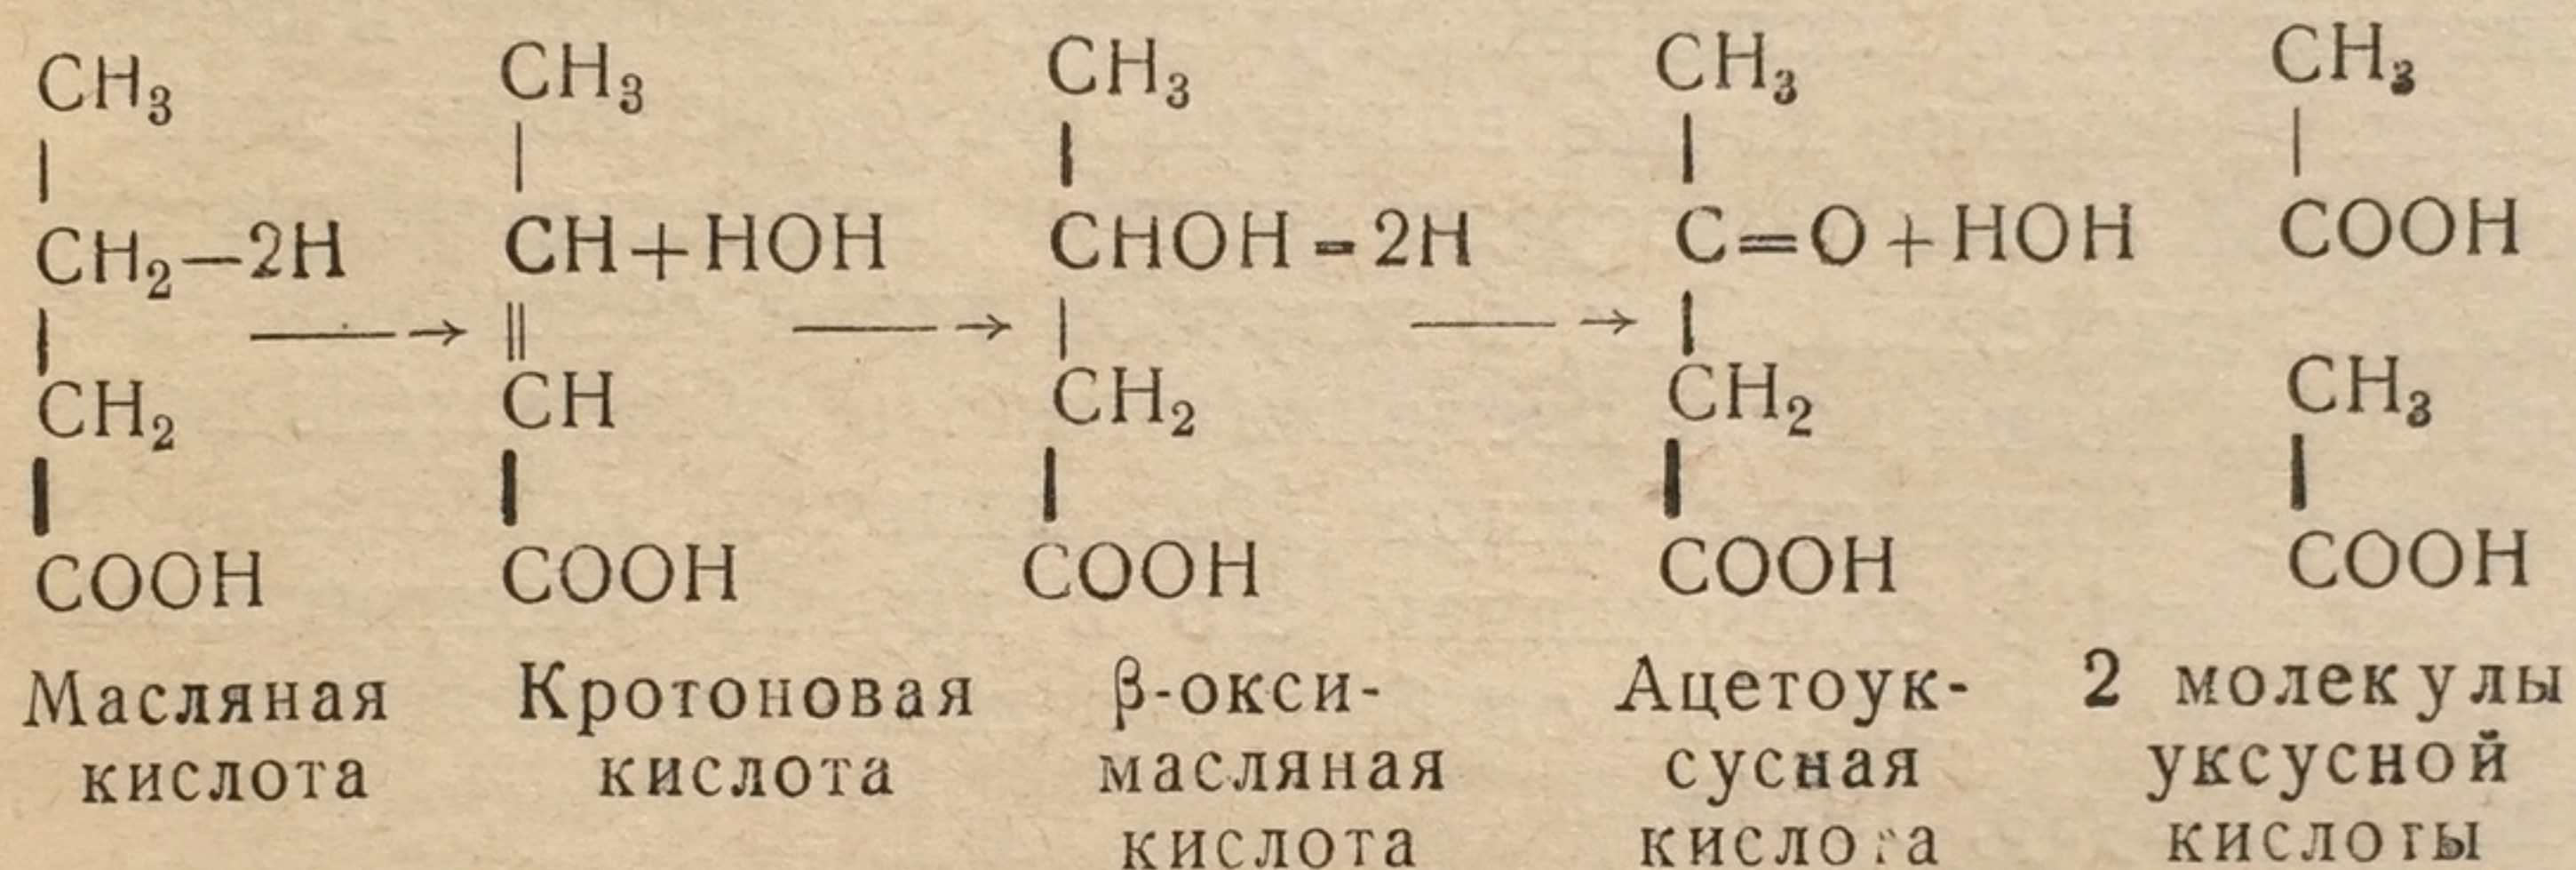 CH₃ CH₃ CH₃ CH₃ CH₃
| | | | |
CH₂—2H CH+HOH CHOH-2H C=O+HOH COOH
| ⟶ || ⟶ | ⟶ |
CH₂ CH CH₂ CH₂ CH₃
| | | | |
COOH COOH COOH COOH COOH
Масляная Кротоновая β-окси- Ацетоук- 2 молекулы
кислота кислота масляная сусная уксусной
кислота кислота кислоты